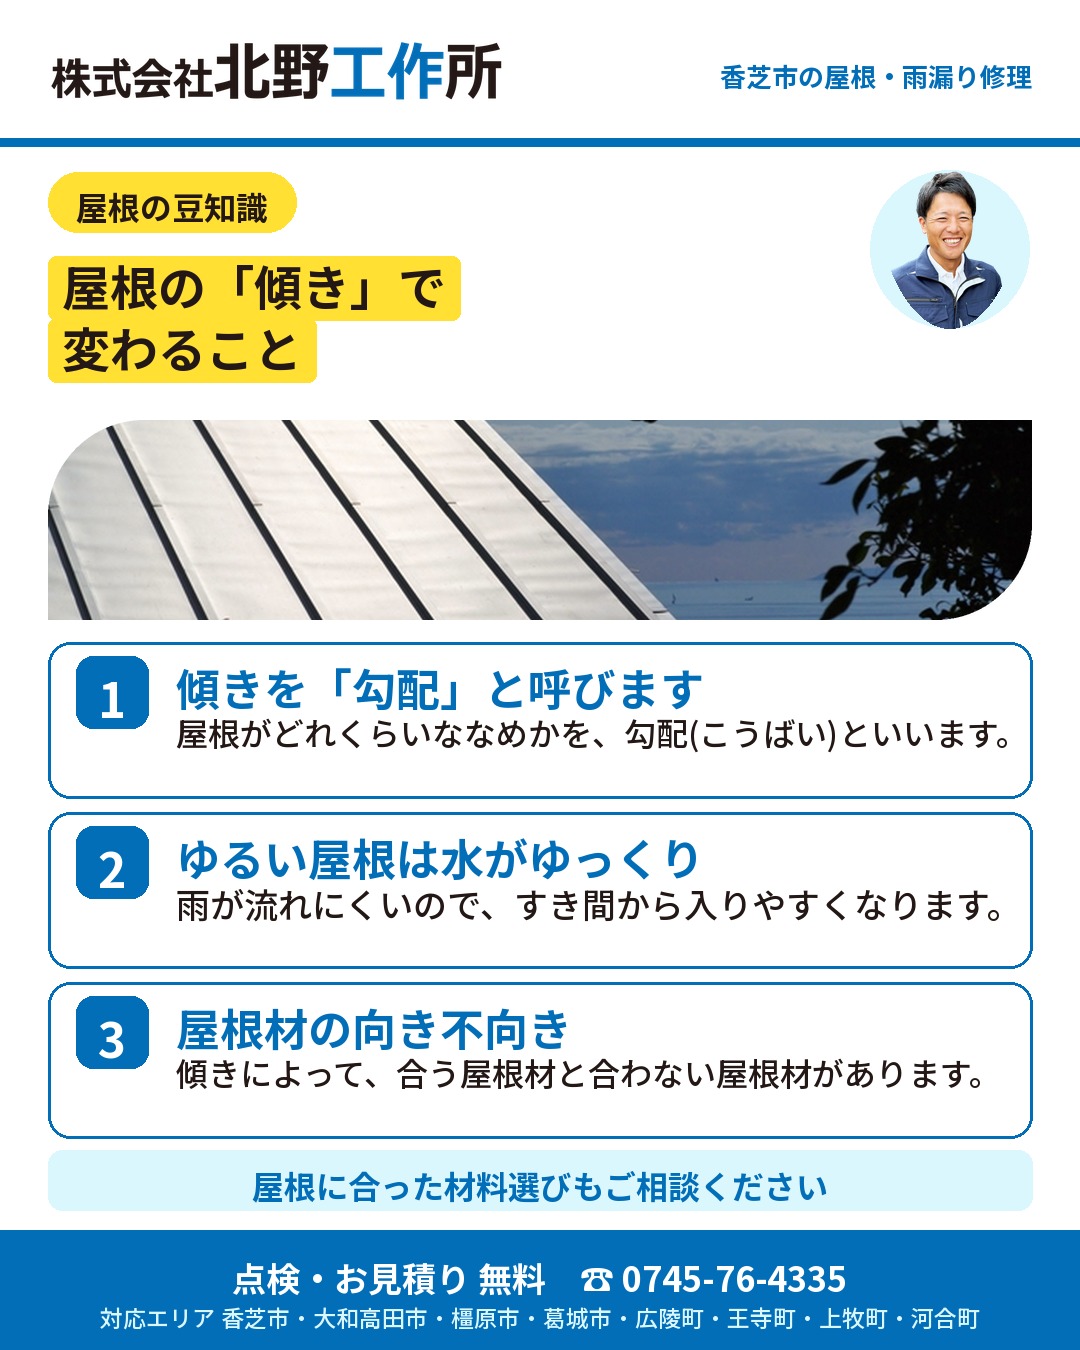 株式会社北野工作所
香芝市の屋根・雨漏り修理
屋根の豆知識
屋根の「傾き」で
変わること
1
傾きを「勾配」と呼びます
屋根がどれくらいななめかを、勾配(こうばい)といいます。
2
ゆるい屋根は水がゆっくり
雨が流れにくいので、すき間から入りやすくなります。
3
屋根材の向き不向き
傾きによって、合う屋根材と合わない屋根材があります。
屋根に合った材料選びもご相談ください
点検・お見積り 無料 ☎ 0745-76-4335
対応エリア 香芝市・大和高田市・橿原市・葛城市・広陵町・王寺町・上牧町・河合町